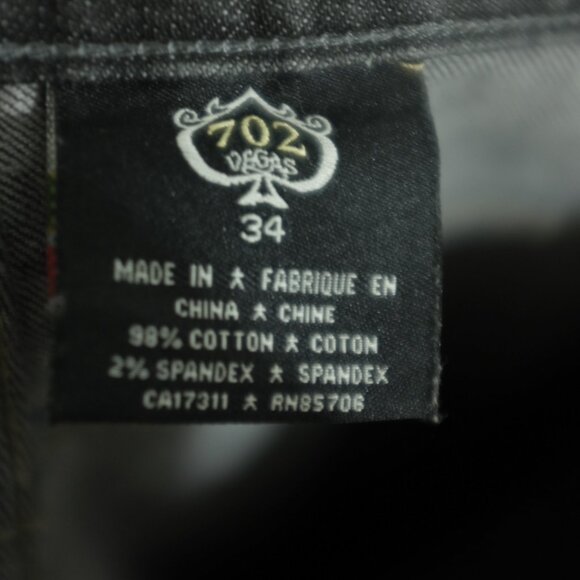 702
VEGAS
34
MADE IN ★ FABRIQUE EN
CHINA ★ CHINE
98% COTTON ★ COTON
2% SPANDEX ★ SPANDEX
CA17311 ★ RN85706